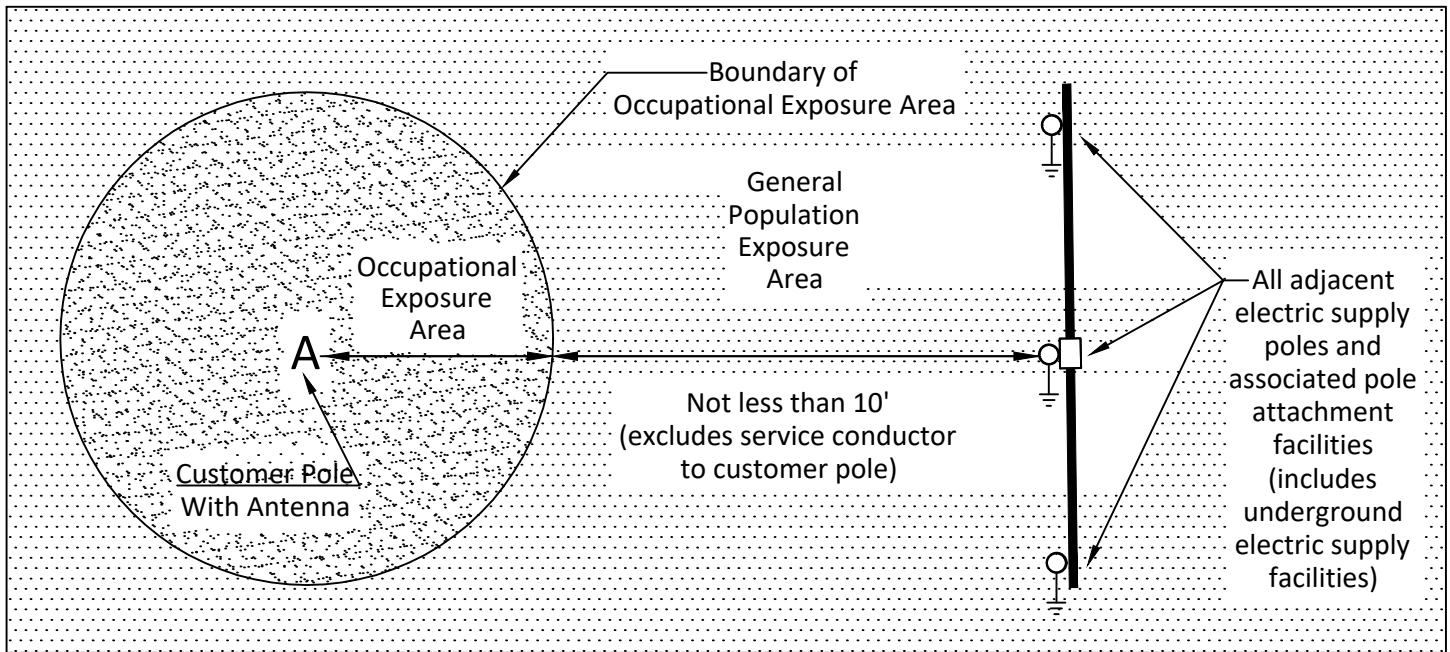 Boundary of
Occupational Exposure Area
General
Population
Exposure
Area
Occupational
Exposure
Area
A
Not less than 10'
(excludes service conductor
to customer pole)
Customer Pole
With Antenna
All adjacent
electric supply
poles and
associated pole
attachment
facilities
(includes
underground
electric supply
facilities)